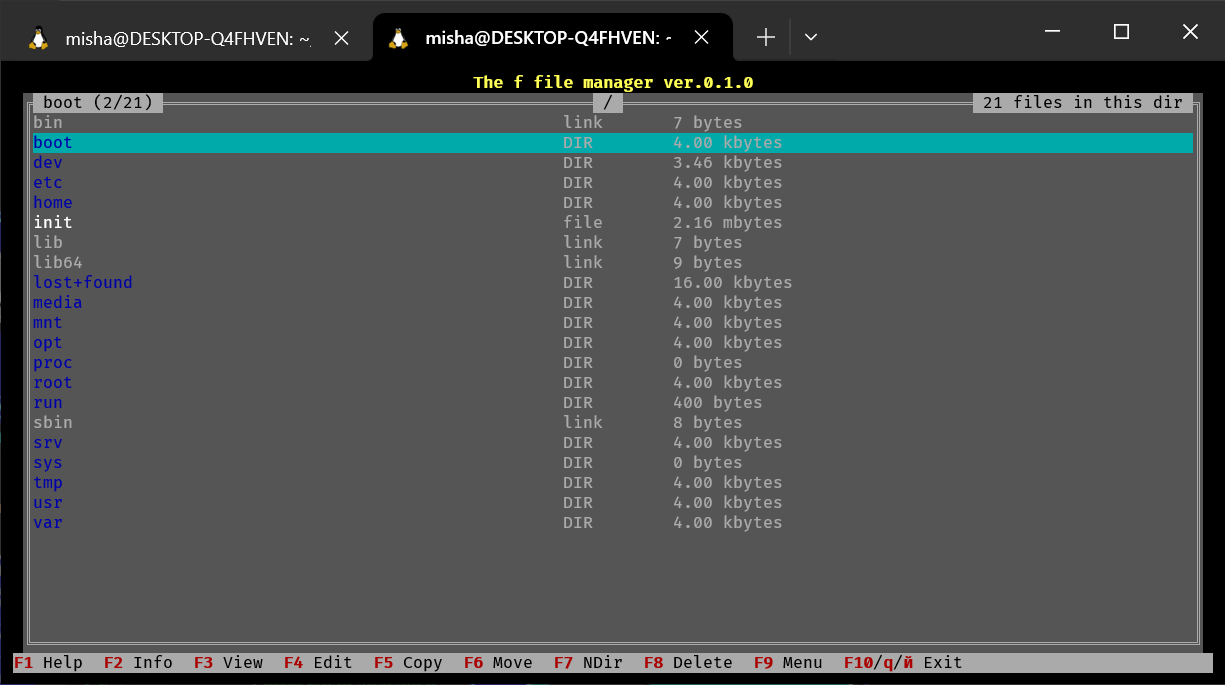 misha@DESKTOP-Q4FHVEN: ~ misha@DESKTOP-Q4FHVEN: ~
The f file manager ver.0.1.0
boot (2/21) / 21 files in this dir
bin link 7 bytes
boot DIR 4.00 kbytes
dev DIR 3.46 kbytes
etc DIR 4.00 kbytes
home DIR 4.00 kbytes
init file 2.16 mbytes
lib link 7 bytes
lib64 link 9 bytes
lost+found DIR 16.00 kbytes
media DIR 4.00 kbytes
mnt DIR 4.00 kbytes
opt DIR 4.00 kbytes
proc DIR 0 bytes
root DIR 4.00 kbytes
run DIR 400 bytes
sbin link 8 bytes
srv DIR 4.00 kbytes
sys DIR 0 bytes
tmp DIR 4.00 kbytes
usr DIR 4.00 kbytes
var DIR 4.00 kbytes
F1 Help F2 Info F3 View F4 Edit F5 Copy F6 Move F7 NDir F8 Delete F9 Menu F10/q/й Exit